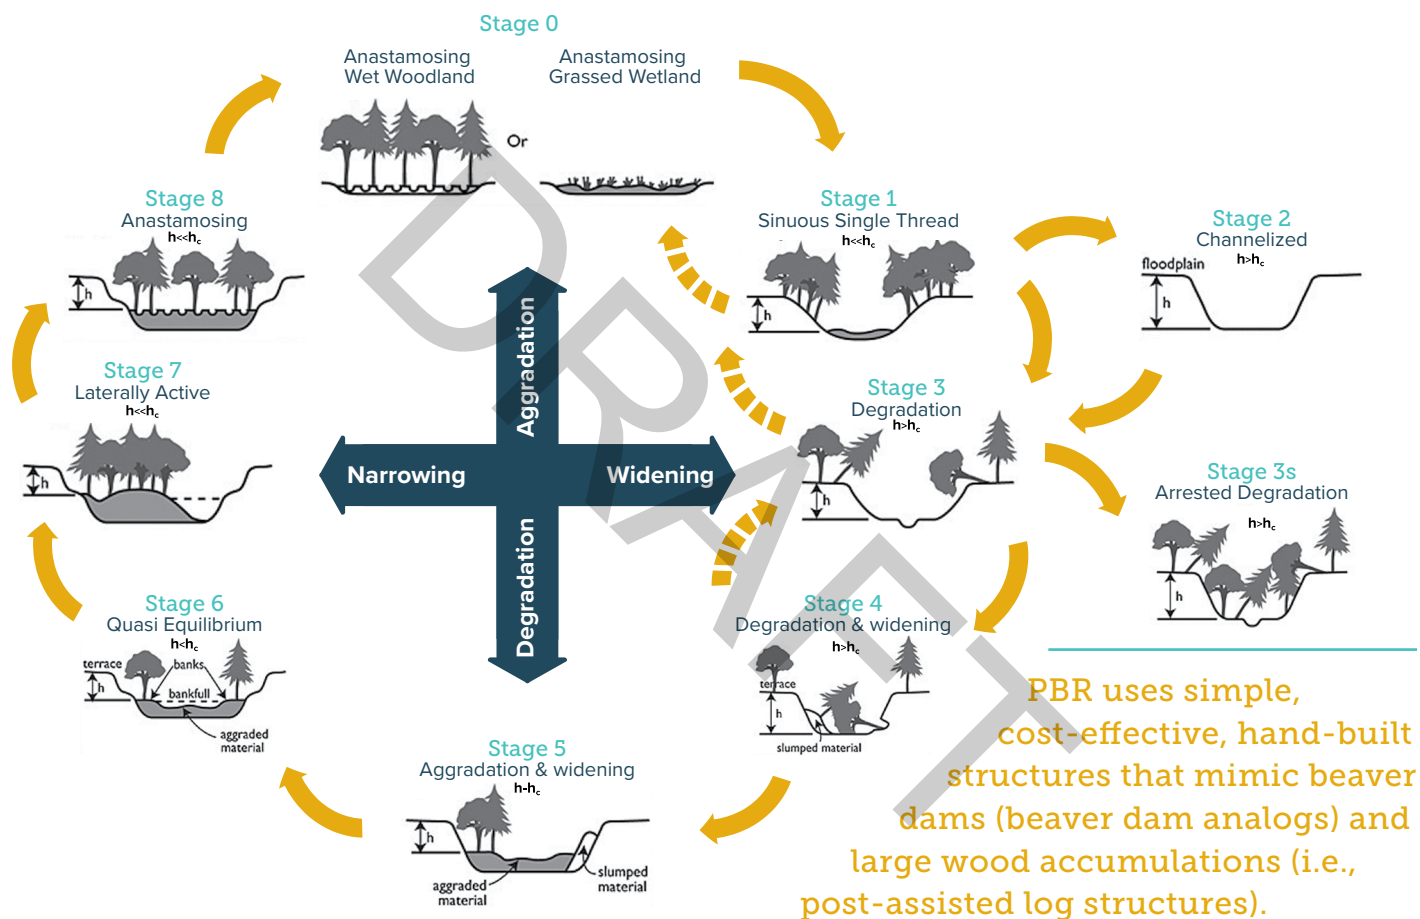 Stage 0
Anastamosing
Wet Woodland
Anastamosing
Grassed Wetland
Or
Stage 1
Sinuous Single Thread
h<<hc
h
Stage 2
Channelized
h>hc
floodplain
h
Stage 3
Degradation
h>hc
h
Stage 3s
Arrested Degradation
h>hc
h
Stage 4
Degradation & widening
h>hc
terrace
h
slumped material
Stage 5
Aggradation & widening
h-hc
h
aggraded
material
slumped
material
Stage 6
Quasi Equilibrium
h<hc
terrace
banks
h
bankfull
aggraded
material
Stage 7
Laterally Active
h<<hc
h
Stage 8
Anastamosing
h<<hc
h
Aggradation
Narrowing
Widening
Degradation
DRAFT
PBR uses simple,
cost-effective, hand-built
structures that mimic beaver
dams (beaver dam analogs) and
large wood accumulations (i.e.,
post-assisted log structures).